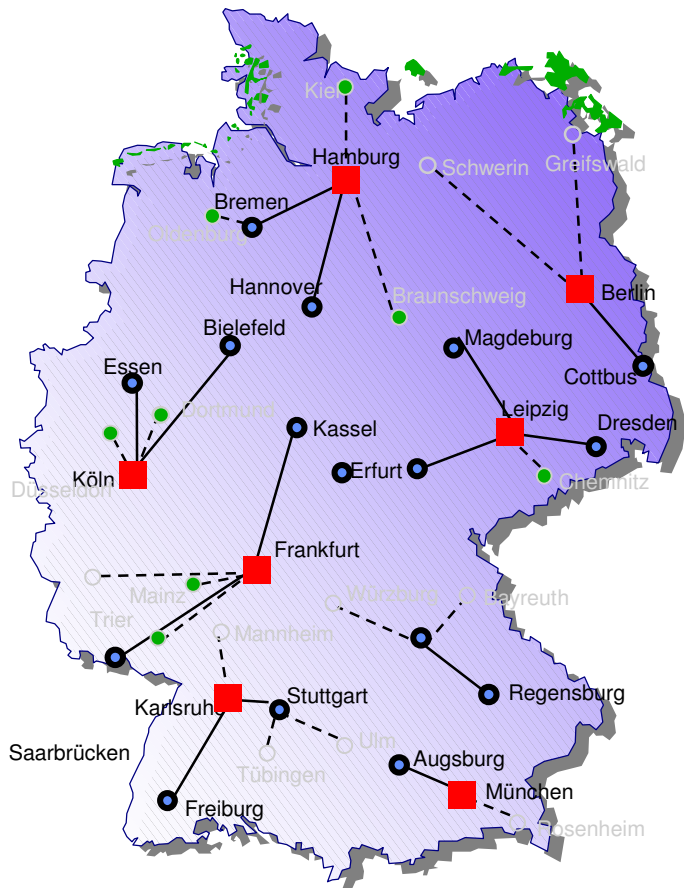 Kiel
Hamburg
Schwerin
Greifswald
Bremen
Oldenburg
Hannover
Braunschweig
Berlin
Bielefeld
Magdeburg
Essen
Cottbus
Dortmund
Kassel
Leipzig
Dresden
Köln
Erfurt
Chemnitz
Düsseldorf
Frankfurt
Mainz
Würzburg
Bayreuth
Trier
Mannheim
Karlsruhe
Stuttgart
Regensburg
Saarbrücken
Ulm
Augsburg
Tübingen
München
Freiburg
Rosenheim